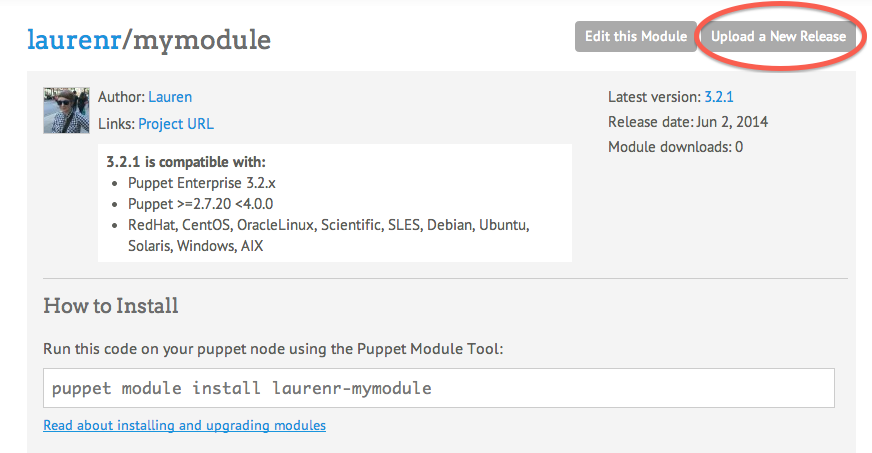 laurenr/mymodule
Edit this Module
Upload a New Release
Author: Lauren
Links: Project URL
3.2.1 is compatible with:
• Puppet Enterprise 3.2.x
• Puppet >=2.7.20 <4.0.0
• RedHat, CentOS, OracleLinux, Scientific, SLES, Debian, Ubuntu,
Solaris, Windows, AIX
Latest version: 3.2.1
Release date: Jun 2, 2014
Module downloads: 0
How to Install
Run this code on your puppet node using the Puppet Module Tool:
puppet module install laurenr-mymodule
Read about installing and upgrading modules